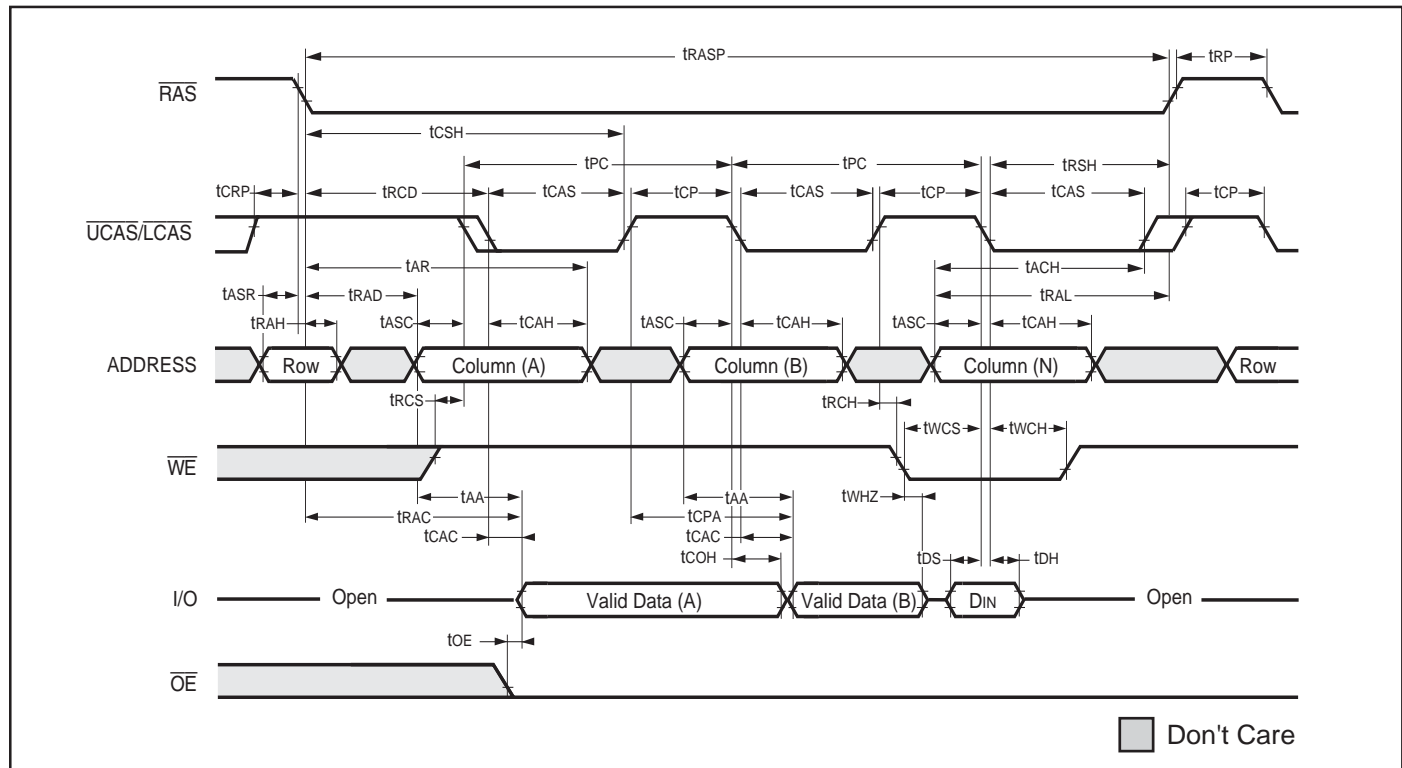 tRASP tRP
RAS
tCSH
tPC tPC tRSH
tCRP tRCD tCAS tCP tCAS tCP tCAS tCP
UCAS/LCAS
tAR tACH
tASR tRAD tRAL
tRAH tASC tCAH tASC tCAH tASC tCAH
ADDRESS Row Column (A) Column (B) Column (N) Row
tRCS tRCH
tWCS tWCH
WE
tAA tAA tWHZ
tRAC tCPA
tCAC tCAC
tCOH tDS tDH
I/O Open Valid Data (A) Valid Data (B) DIN Open
tOE
OE
Don't Care